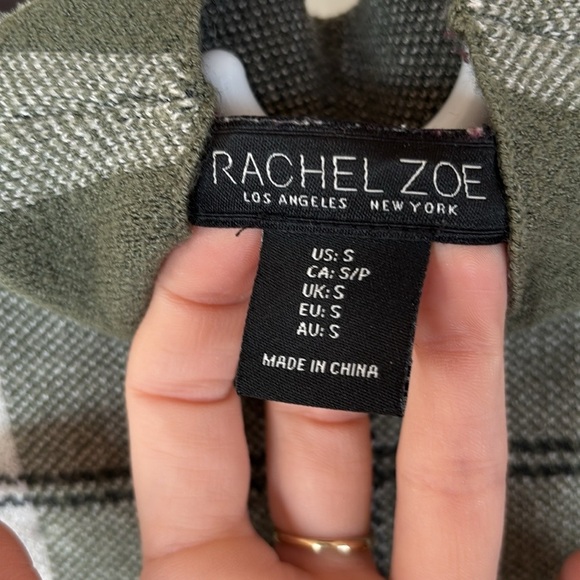 RACHEL ZOE
LOS ANGELES NEW YORK
US: S
CA: S/P
UK: S
EU: S
AU: S
MADE IN CHINA